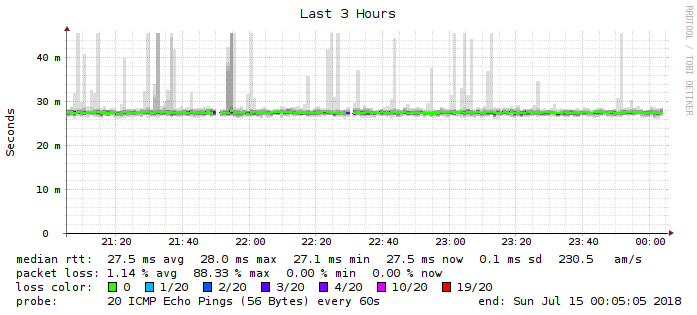 Last 3 Hours
RRDTOOL / TOBI OETIKER
Seconds
40 m
30 m
20 m
10 m
0
21:20 21:40 22:00 22:20 22:40 23:00 23:20 23:40 00:00
median rtt: 27.5 ms avg 28.0 ms max 27.1 ms min 27.5 ms now 0.1 ms sd 230.5 am/s
packet loss: 1.14 % avg 88.33 % max 0.00 % min 0.00 % now
loss color: 0 1/20 2/20 3/20 4/20 10/20 19/20
probe: 20 ICMP Echo Pings (56 Bytes) every 60s end: Sun Jul 15 00:05:05 2018